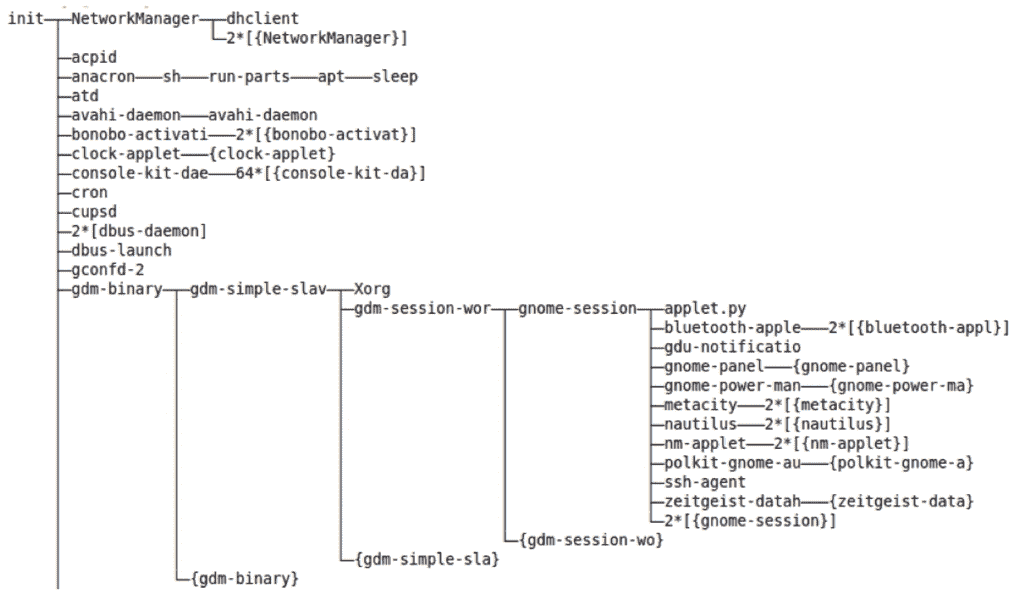 init─┬─NetworkManager─┬─dhclient
     │                └─2*[{NetworkManager}]
     ├─acpid
     ├─anacron───sh───run-parts───apt───sleep
     ├─atd
     ├─avahi-daemon───avahi-daemon
     ├─bonobo-activati───2*[{bonobo-activat}]
     ├─clock-applet───{clock-applet}
     ├─console-kit-dae───64*[{console-kit-da}]
     ├─cron
     ├─cupsd
     ├─2*[dbus-daemon]
     ├─dbus-launch
     ├─gconfd-2
     ├─gdm-binary─┬─gdm-simple-slav─┬─Xorg
     │            │                 ├─gdm-session-wor─┬─gnome-session─┬─applet.py
     │            │                 │                 │               ├─bluetooth-apple───2*[{bluetooth-appl}]
     │            │                 │                 │               ├─gdu-notificatio
     │            │                 │                 │               ├─gnome-panel───{gnome-panel}
     │            │                 │                 │               ├─gnome-power-man───{gnome-power-ma}
     │            │                 │                 │               ├─metacity───2*[{metacity}]
     │            │                 │                 │               ├─nautilus───2*[{nautilus}]
     │            │                 │                 │               ├─nm-applet───2*[{nm-applet}]
     │            │                 │                 │               ├─polkit-gnome-au───{polkit-gnome-a}
     │            │                 │                 │               ├─ssh-agent
     │            │                 │                 │               ├─zeitgeist-datah───{zeitgeist-data}
     │            │                 │                 │               └─2*[{gnome-session}]
     │            │                 │                 └─{gdm-session-wo}
     │            │                 └─{gdm-simple-sla}
     │            └─{gdm-binary}